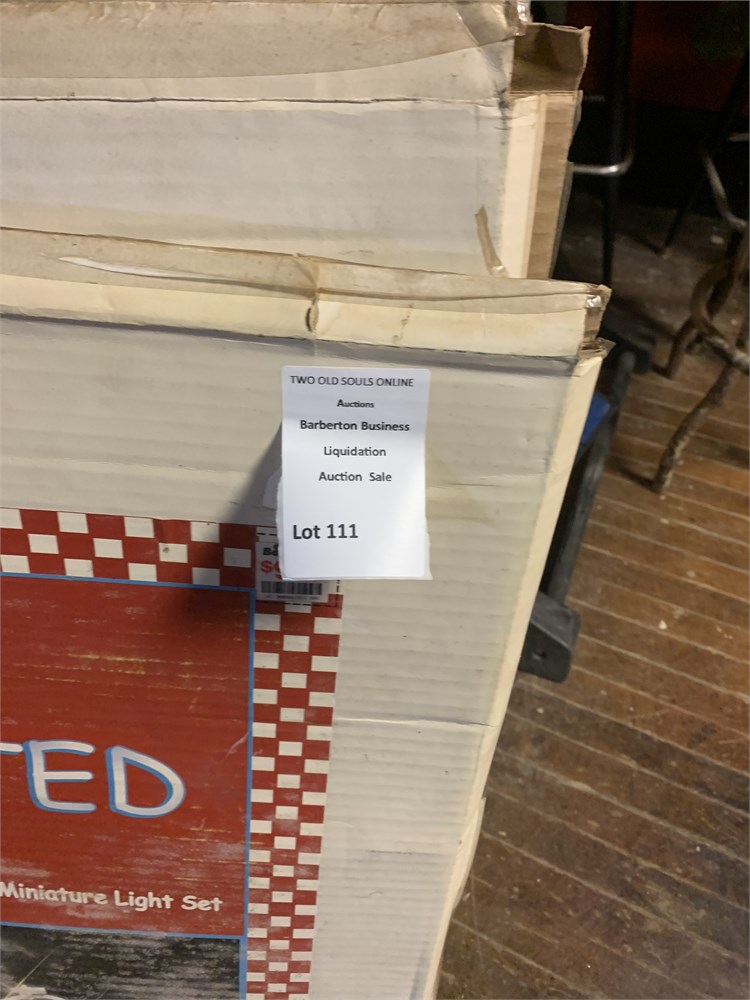 TWO OLD SOULS ONLINE
Auctions
Barberton Business
Liquidation
Auction Sale
Lot 111
TED
Miniature Light Set